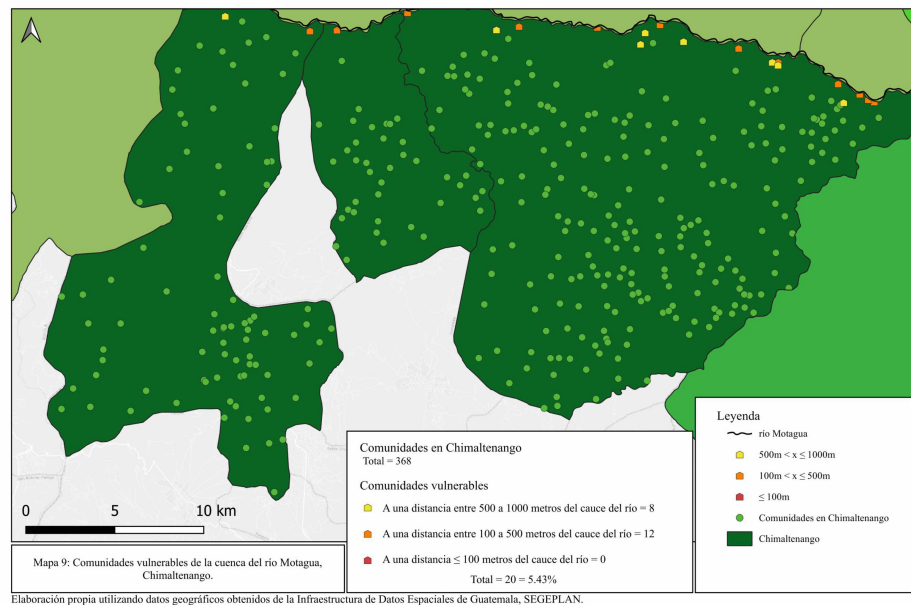 Comunidades en Chimaltenango
Total = 368
Comunidades vulnerables
A una distancia entre 500 a 1000 metros del cauce del río = 8
A una distancia entre 100 a 500 metros del cauce del río = 12
A una distancia ≤ 100 metros del cauce del río = 0
Total = 20 = 5.43%
Leyenda
río Motagua
500m < x ≤ 1000m
100m < x ≤ 500m
≤ 100m
Comunidades en Chimaltenango
Chimaltenango
0 5 10 km
Mapa 9: Comunidades vulnerables de la cuenca del río Motagua,
Chimaltenango.
Elaboración propia utilizando datos geográficos obtenidos de la Infraestructura de Datos Espaciales de Guatemala, SEGEPLAN.